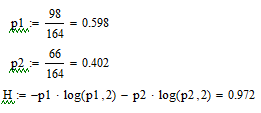 p1 := 98/164 = 0.598
p2 := 66/164 = 0.402
H := −p1 · log(p1 , 2) − p2 · log(p2 , 2) = 0.972